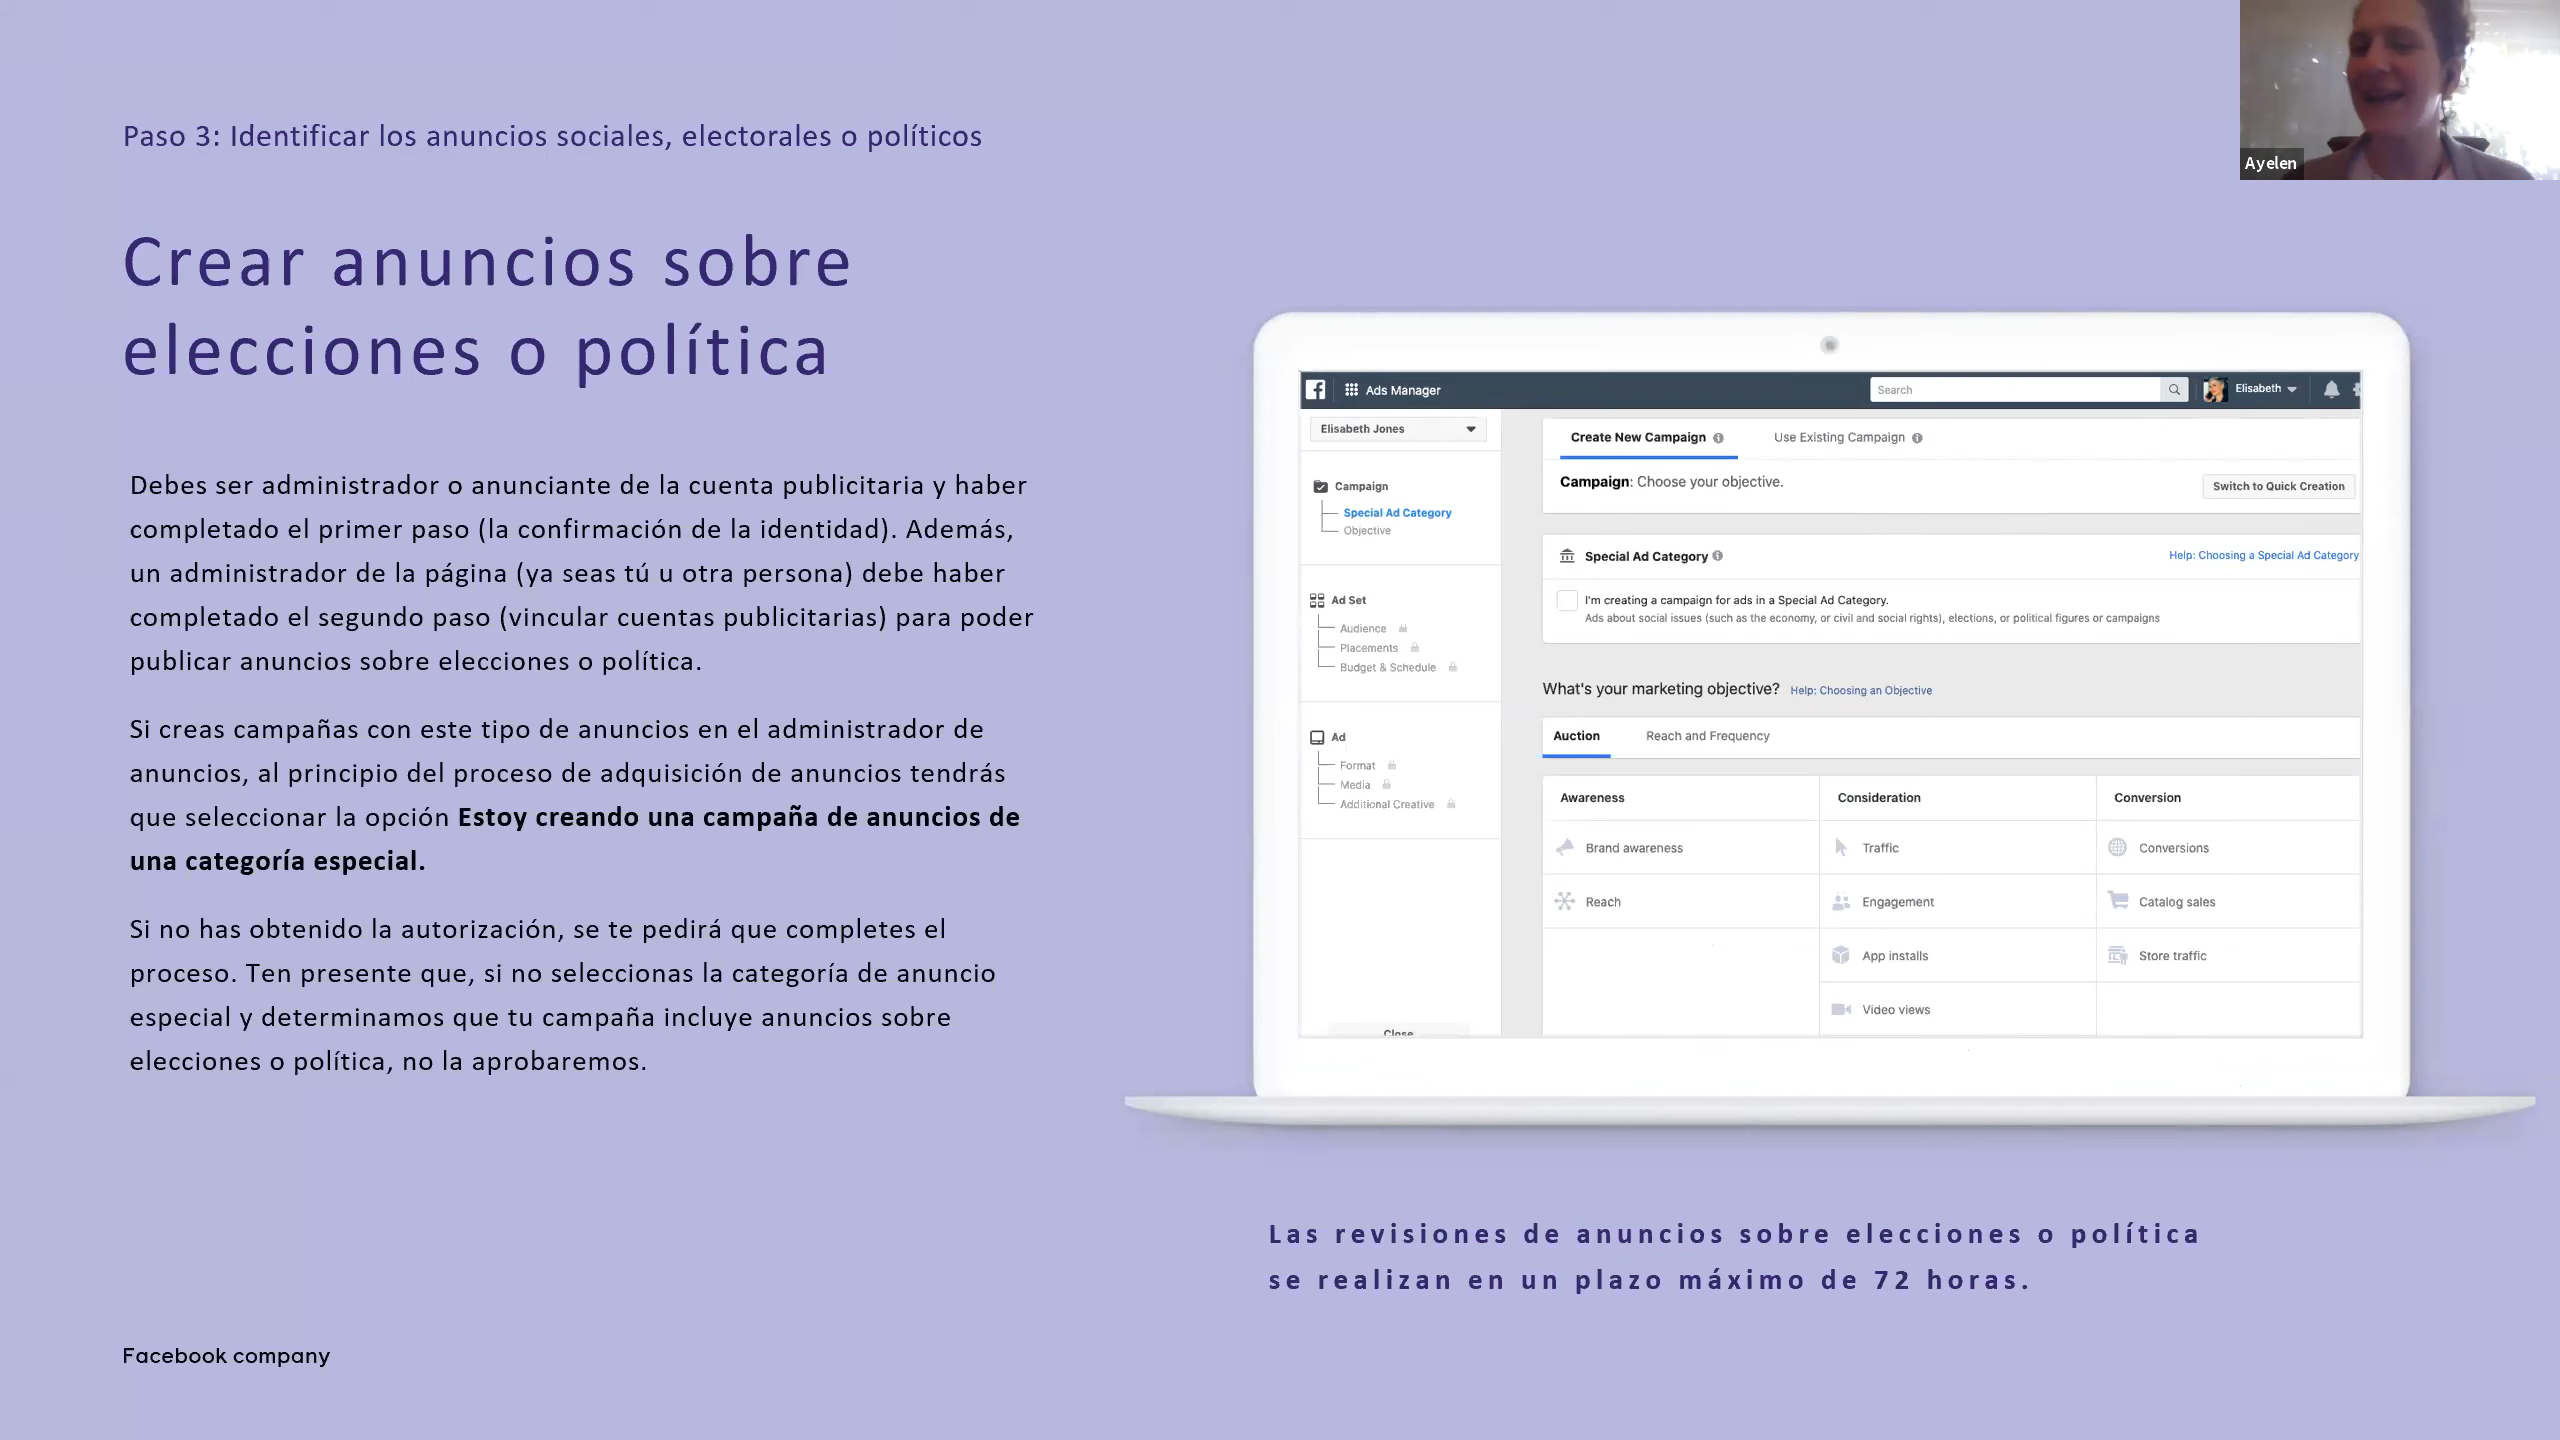 Ayelen
Paso 3: Identificar los anuncios sociales, electorales o políticos
Crear anuncios sobre
elecciones o política
Debes ser administrador o anunciante de la cuenta publicitaria y haber
completado el primer paso (la confirmación de la identidad). Además,
un administrador de la página (ya seas tú u otra persona) debe haber
completado el segundo paso (vincular cuentas publicitarias) para poder
publicar anuncios sobre elecciones o política.
Si creas campañas con este tipo de anuncios en el administrador de
anuncios, al principio del proceso de adquisición de anuncios tendrás
que seleccionar la opción Estoy creando una campaña de anuncios de
una categoría especial.
Si no has obtenido la autorización, se te pedirá que completes el
proceso. Ten presente que, si no seleccionas la categoría de anuncio
especial y determinamos que tu campaña incluye anuncios sobre
elecciones o política, no la aprobaremos.
Ads Manager
Search
Elisabeth
Elisabeth Jones
Campaign
Special Ad Category
Objective
Ad Set
Audience
Placements
Budget & Schedule
Ad
Format
Media
Additional Creative
Close
Create New Campaign
Use Existing Campaign
Campaign: Choose your objective.
Switch to Quick Creation
Special Ad Category
Help: Choosing a Special Ad Category
I'm creating a campaign for ads in a Special Ad Category.
Ads about social issues (such as the economy, or civil and social rights), elections, or political figures or campaigns
What's your marketing objective? Help: Choosing an Objective
Auction
Reach and Frequency
Awareness
Consideration
Conversion
Brand awareness
Traffic
Conversions
Reach
Engagement
Catalog sales
App installs
Store traffic
Video views
Las revisiones de anuncios sobre elecciones o política
se realizan en un plazo máximo de 72 horas.
Facebook company